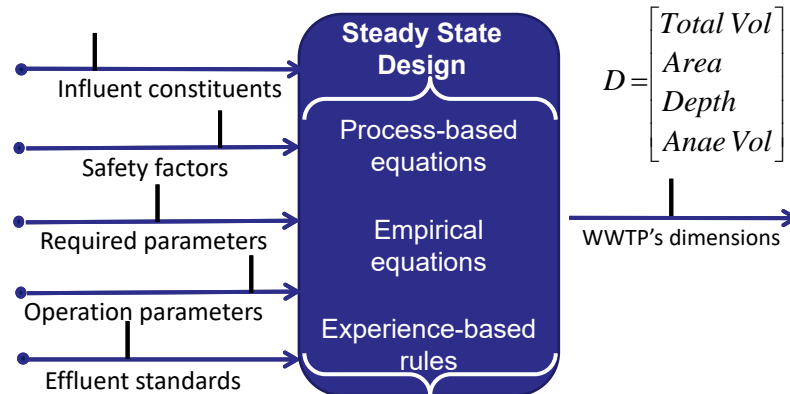 Steady State
Design
Influent constituents
Safety factors
Required parameters
Operation parameters
Effluent standards
Process-based
equations
Empirical
equations
Experience-based
rules
D =
Total Vol
Area
Depth
Anae Vol
WWTP's dimensions